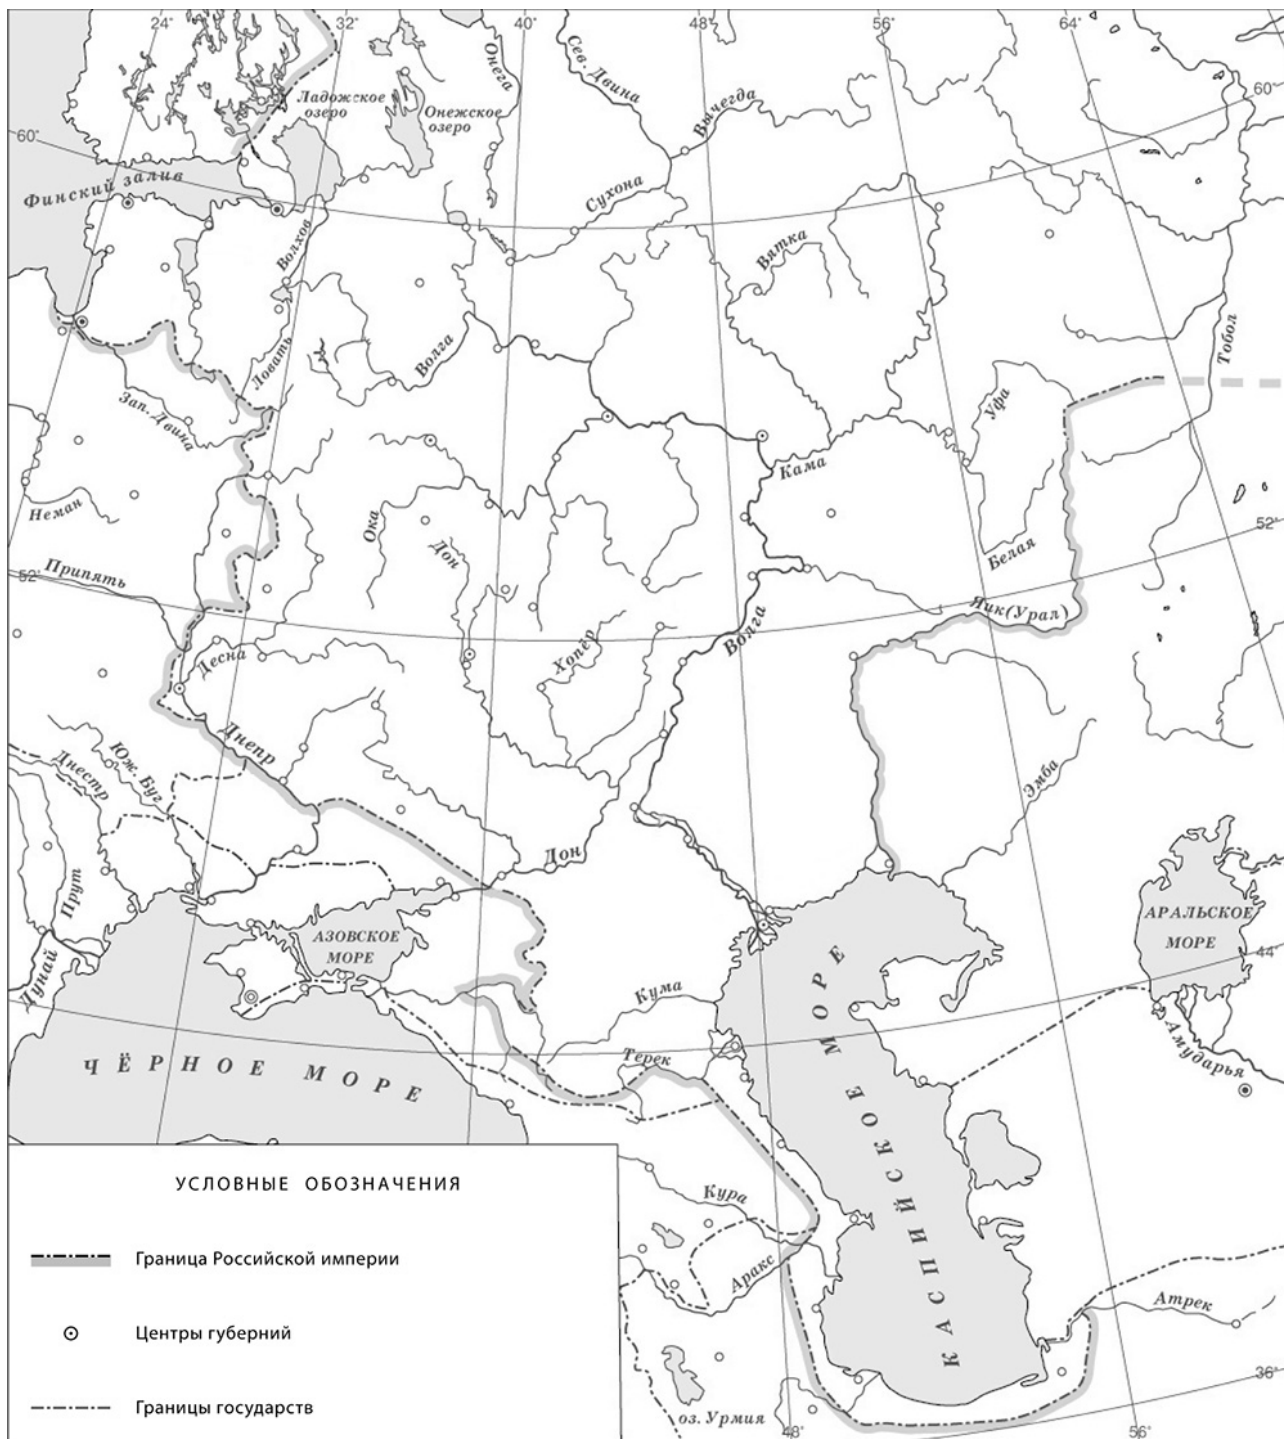 24°
32°
40°
48°
56°
64°
Онега
Сев. Двина
Вычегда
Ладожское
озеро
Онежское
озеро
60°
60°
Финский залив
Сухона
Волхов
Вятка
Тобол
Ловать
Волга
Зап. Двина
Уфа
Кама
Неман
Ока
Дон
52°
Белая
Припять
52°
Яик(Урал)
Волга
Хопёр
Десна
Днепр
Днестр
Юж. Буг
Эмба
Дон
Прут
АЗОВСКОЕ
МОРЕ
АРАЛЬСКОЕ
МОРЕ
44°
Дунай
Кума
ЧЁРНОЕ МОРЕ
Терек
Амударья
КАСПИЙСКОЕ МОРЕ
УСЛОВНЫЕ ОБОЗНАЧЕНИЯ
Кура
Граница Российской империи
Аракс
Атрек
Центры губерний
36°
Границы государств
оз. Урмия
48°
56°